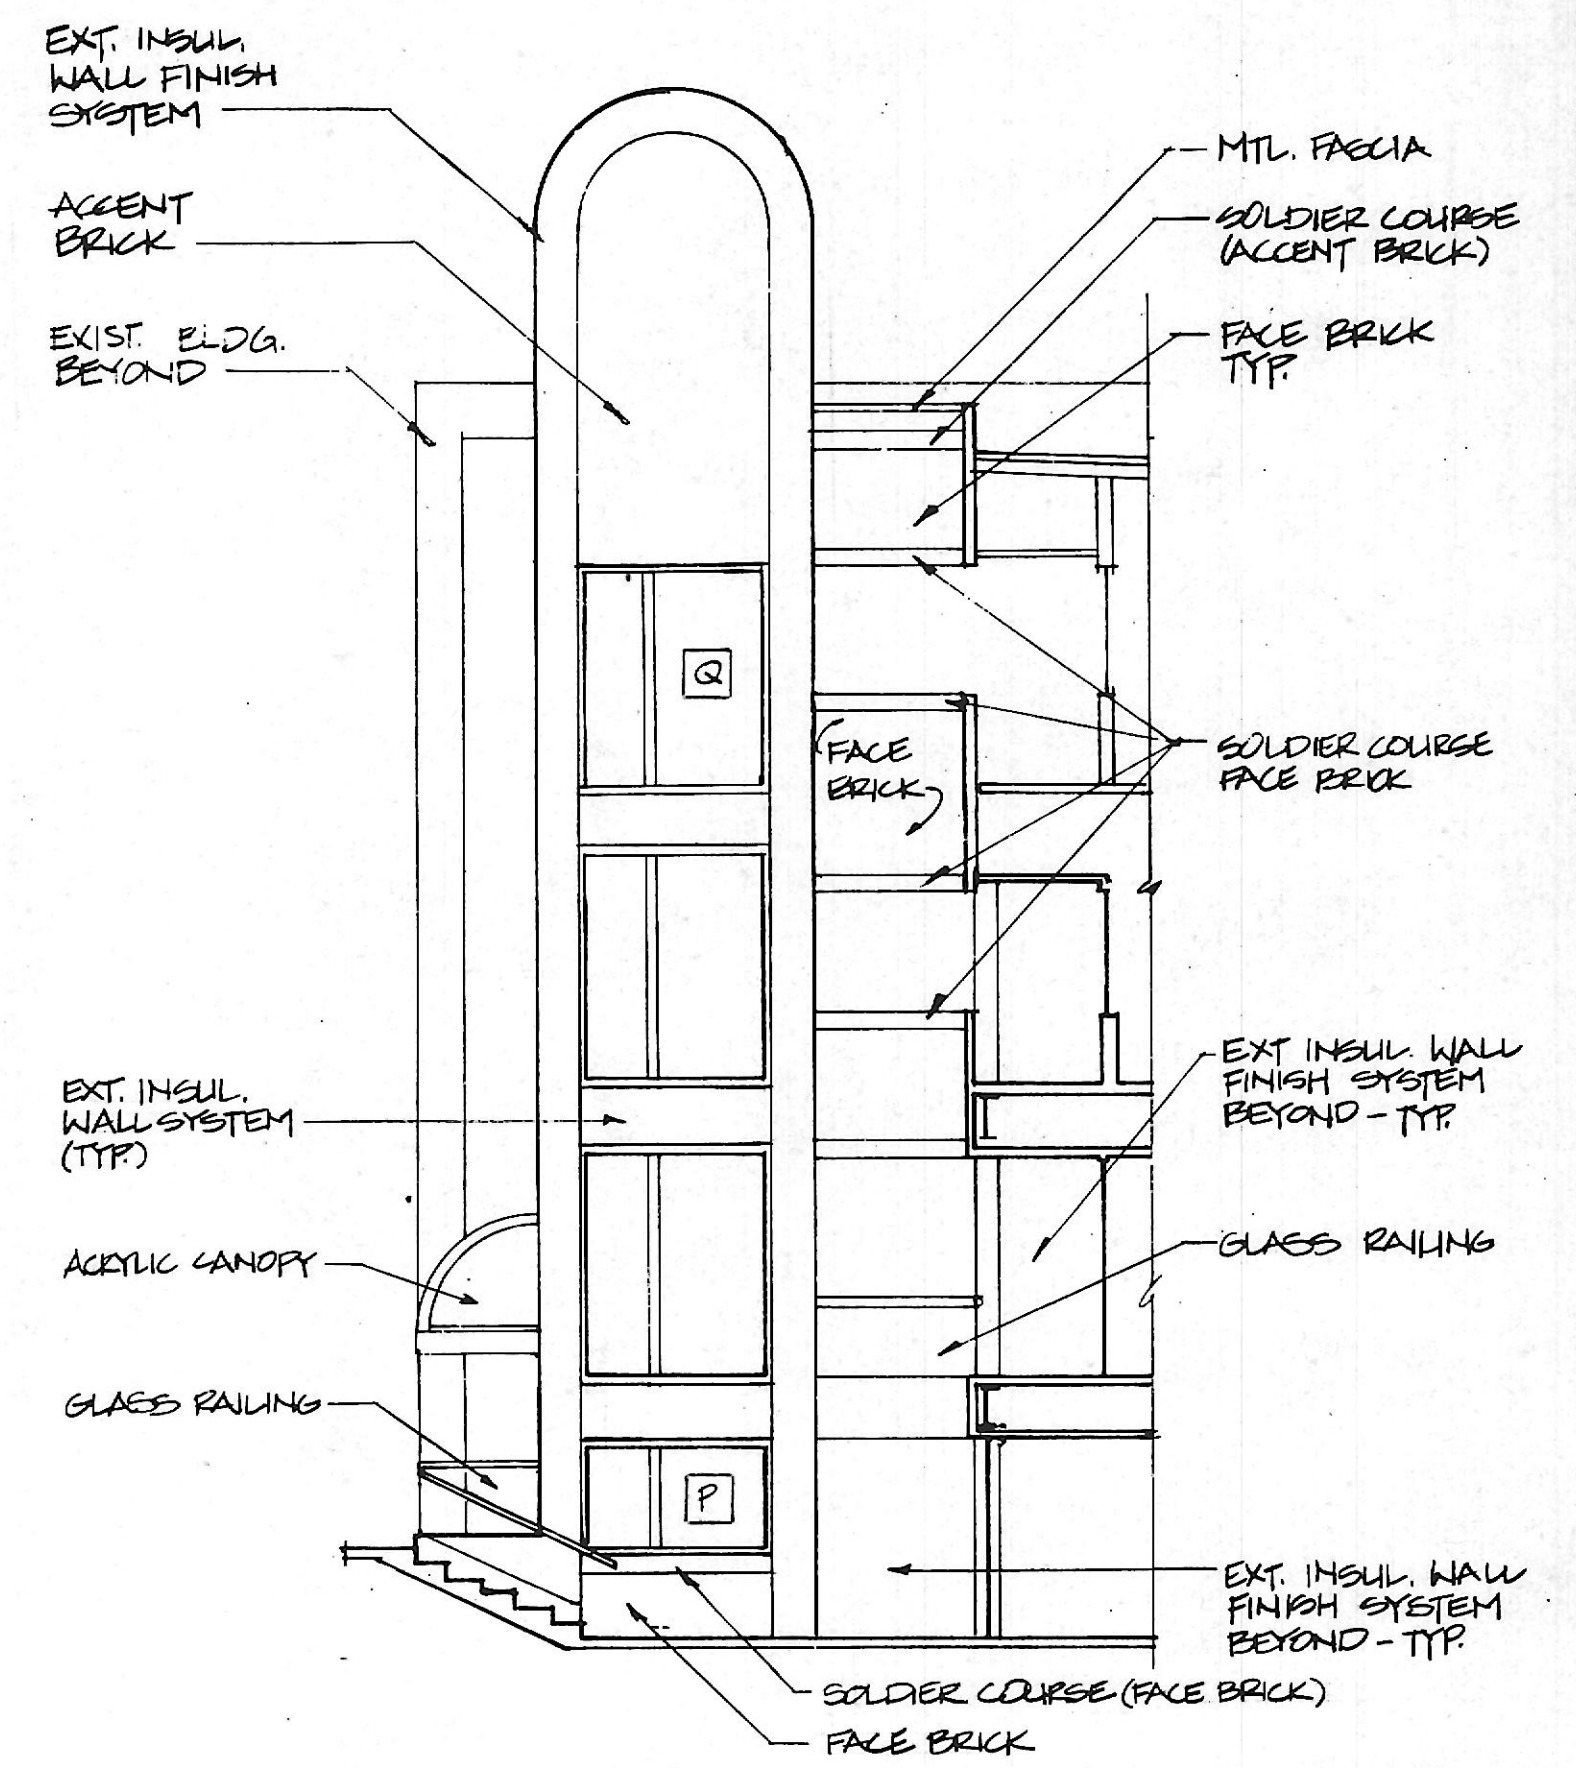 EXT. INSUL.
WALL FINISH
SYSTEM
MTL. FASCIA
ACCENT
BRICK
SOLDIER COURSE
(ACCENT BRICK)
EXIST. BLDG.
BEYOND
FACE BRICK
TYP.
Q
FACE
BRICK
SOLDIER COURSE
FACE BRICK
EXT. INSUL.
WALL SYSTEM
(TYP.)
EXT INSUL. WALL
FINISH SYSTEM
BEYOND - TYP.
ACRYLIC CANOPY
GLASS RAILING
GLASS RAILING
P
EXT. INSUL. WALL
FINISH SYSTEM
BEYOND - TYP.
SOLDIER COURSE (FACE BRICK)
FACE BRICK